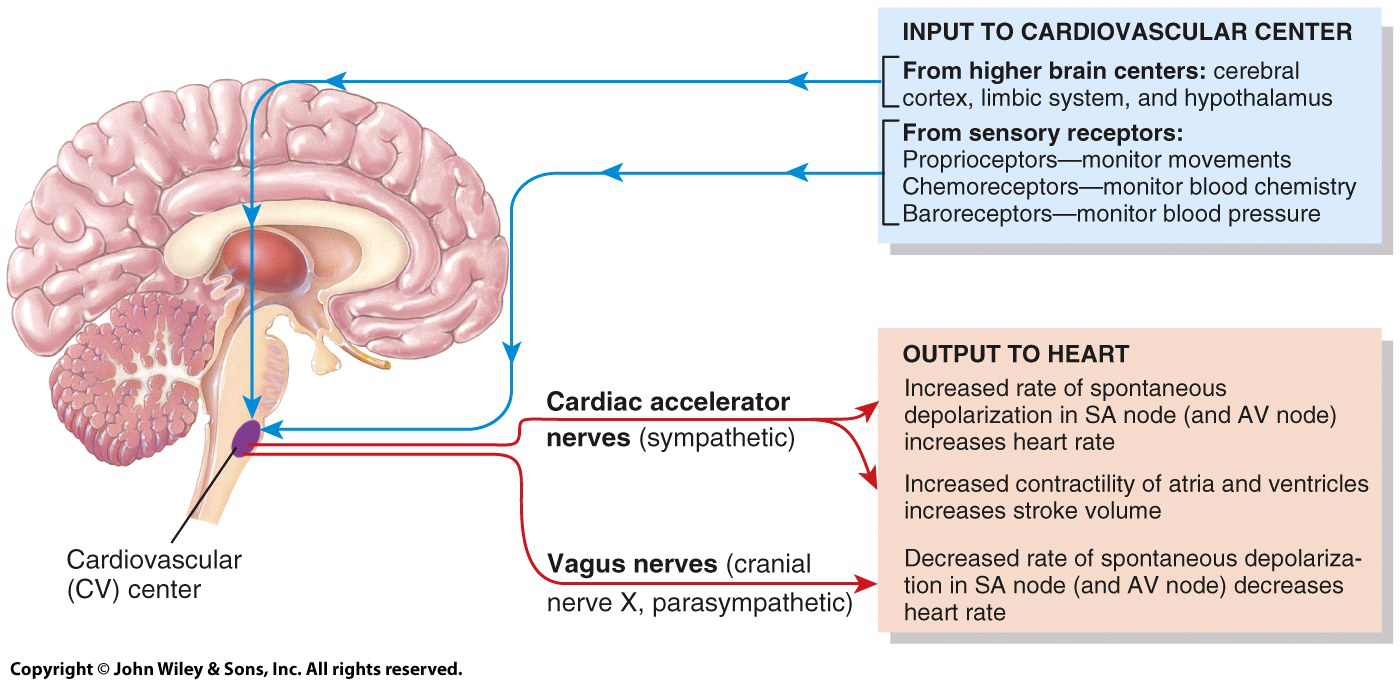 INPUT TO CARDIOVASCULAR CENTER
From higher brain centers: cerebral
cortex, limbic system, and hypothalamus
From sensory receptors:
Proprioceptors—monitor movements
Chemoreceptors—monitor blood chemistry
Baroreceptors—monitor blood pressure
Cardiac accelerator
nerves (sympathetic)
OUTPUT TO HEART
Increased rate of spontaneous
depolarization in SA node (and AV node)
increases heart rate
Increased contractility of atria and ventricles
increases stroke volume
Cardiovascular
(CV) center
Vagus nerves (cranial
nerve X, parasympathetic)
Decreased rate of spontaneous depolariza-
tion in SA node (and AV node) decreases
heart rate
Copyright © John Wiley & Sons, Inc. All rights reserved.